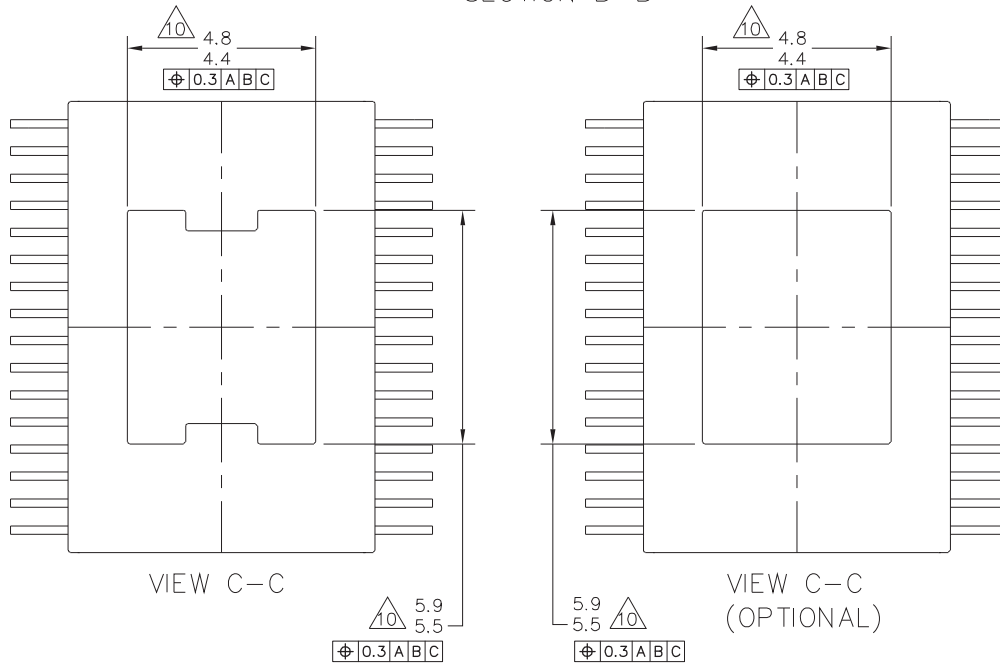 10 4.8
4.4
⌖ 0.3 A B C
10 4.8
4.4
⌖ 0.3 A B C
VIEW C-C
10 5.9
5.5
⌖ 0.3 A B C
5.9
5.5 10
⌖ 0.3 A B C
VIEW C-C
(OPTIONAL)